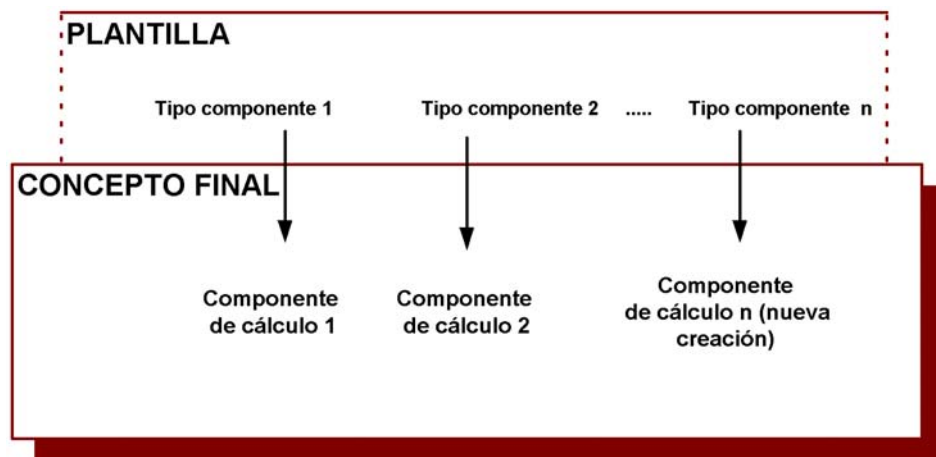 PLANTILLA
Tipo componente 1 Tipo componente 2 ..... Tipo componente n
CONCEPTO FINAL
Componente
de cálculo 1
Componente
de cálculo 2
Componente
de cálculo n (nueva
creación)